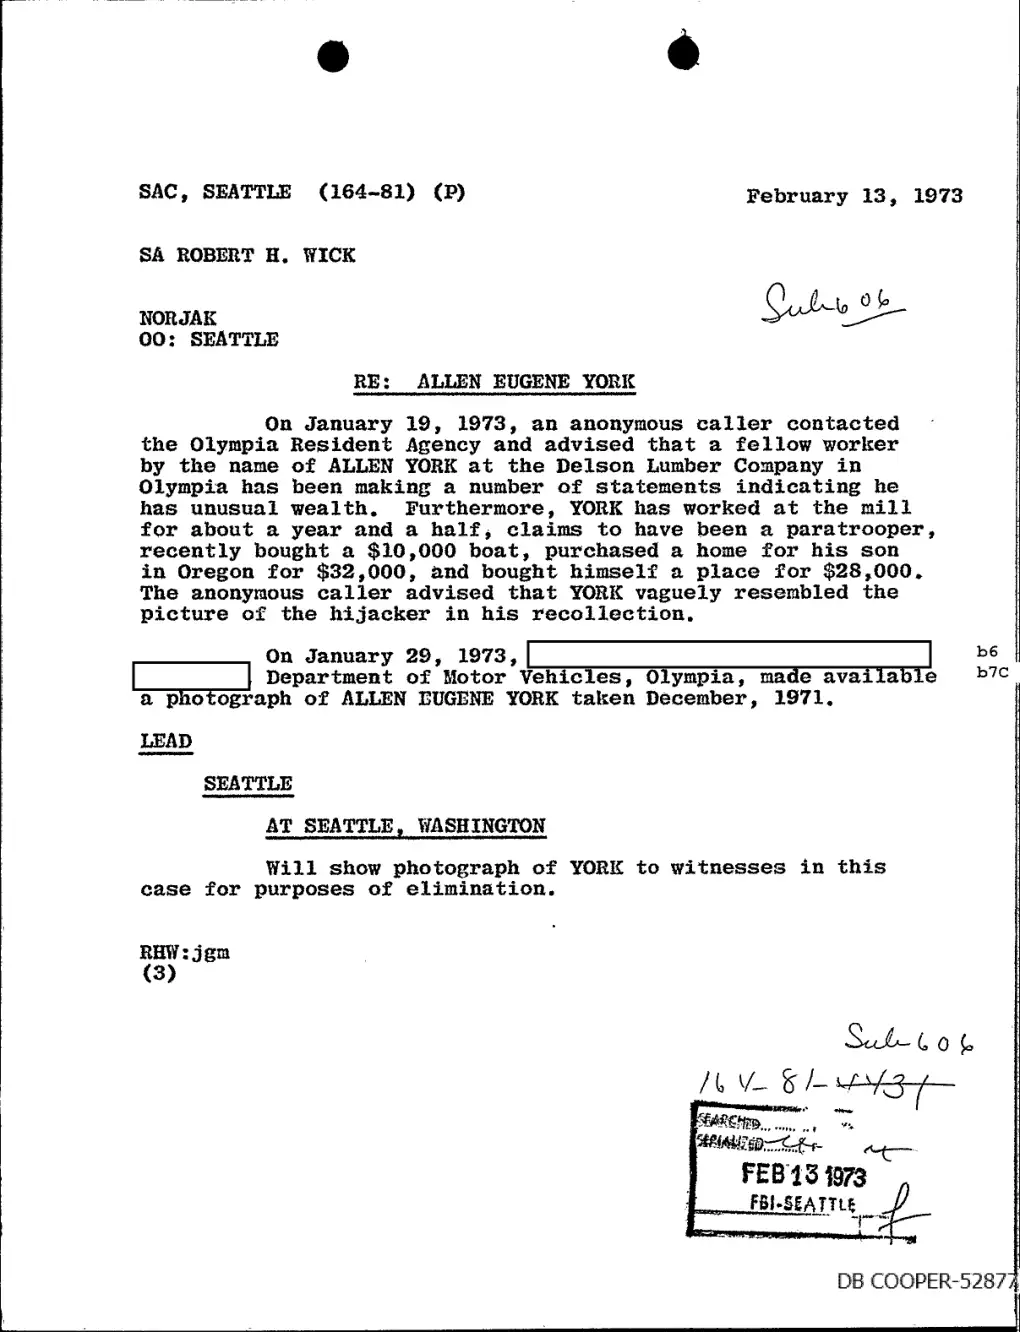 SAC, SEATTLE (164-81) (P)
February 13, 1973
SA ROBERT H. WICK
Sub 606
NORJAK
OO: SEATTLE
RE: ALLEN EUGENE YORK
On January 19, 1973, an anonymous caller contacted
the Olympia Resident Agency and advised that a fellow worker
by the name of ALLEN YORK at the Delson Lumber Company in
Olympia has been making a number of statements indicating he
has unusual wealth. Furthermore, YORK has worked at the mill
for about a year and a half, claims to have been a paratrooper,
recently bought a $10,000 boat, purchased a home for his son
in Oregon for $32,000, and bought himself a place for $28,000.
The anonymous caller advised that YORK vaguely resembled the
picture of the hijacker in his recollection.
On January 29, 1973,
b6
Department of Motor Vehicles, Olympia, made available
b7C
a photograph of ALLEN EUGENE YORK taken December, 1971.
LEAD
SEATTLE
AT SEATTLE, WASHINGTON
Will show photograph of YORK to witnesses in this
case for purposes of elimination.
RHW:jgm
(3)
Sub 606
164-81-4431
SEARCHED
SERIALIZED
FEB 13 1973
FBI-SEATTLE
DB COOPER-52877